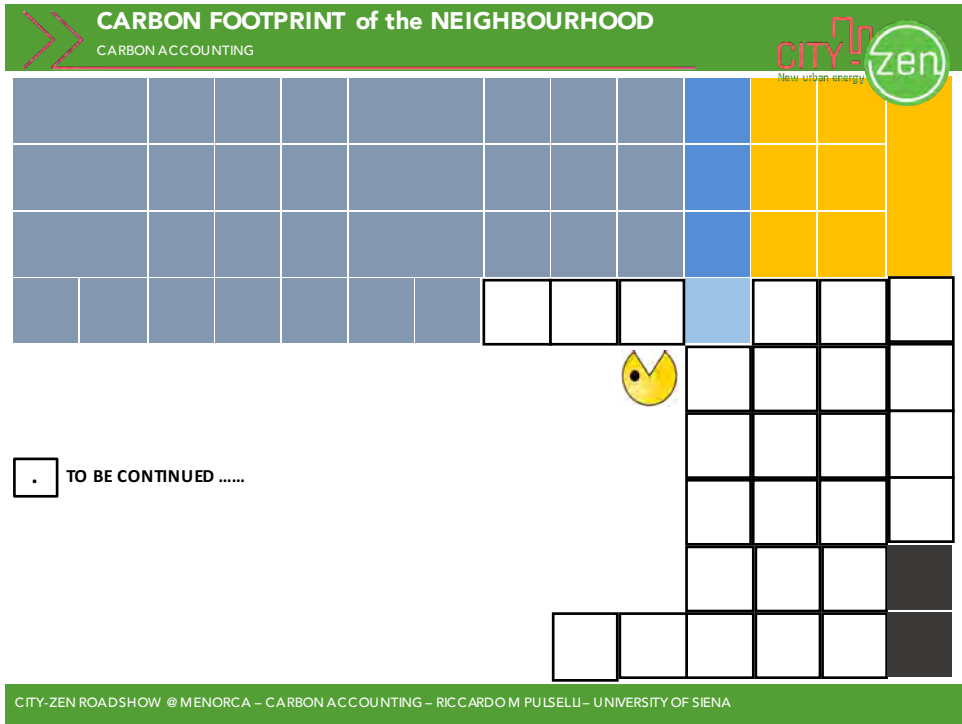 CARBON FOOTPRINT of the NEIGHBOURHOOD
CARBON ACCOUNTING
CITY
zen
New urban energy
. TO BE CONTINUED ......
CITY-ZEN ROADSHOW @ MENORCA – CARBON ACCOUNTING – RICCARDO M PULSELLI – UNIVERSITY OF SIENA